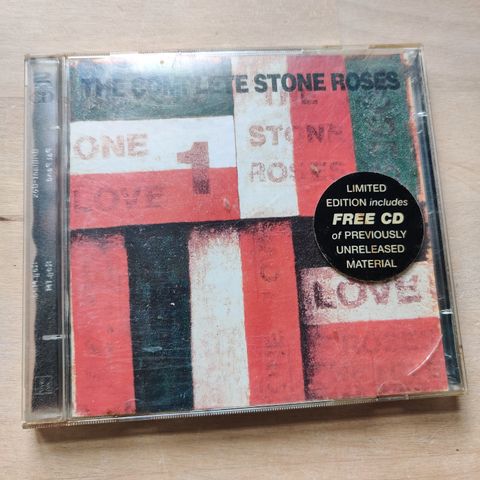 THE COMPLETE STONE ROSES
ONE
LOVE
1
THE
STONE
ROSES
LIMITED
EDITION includes
FREE CD
of PREVIOUSLY
UNRELEASED
MATERIAL
LOVE